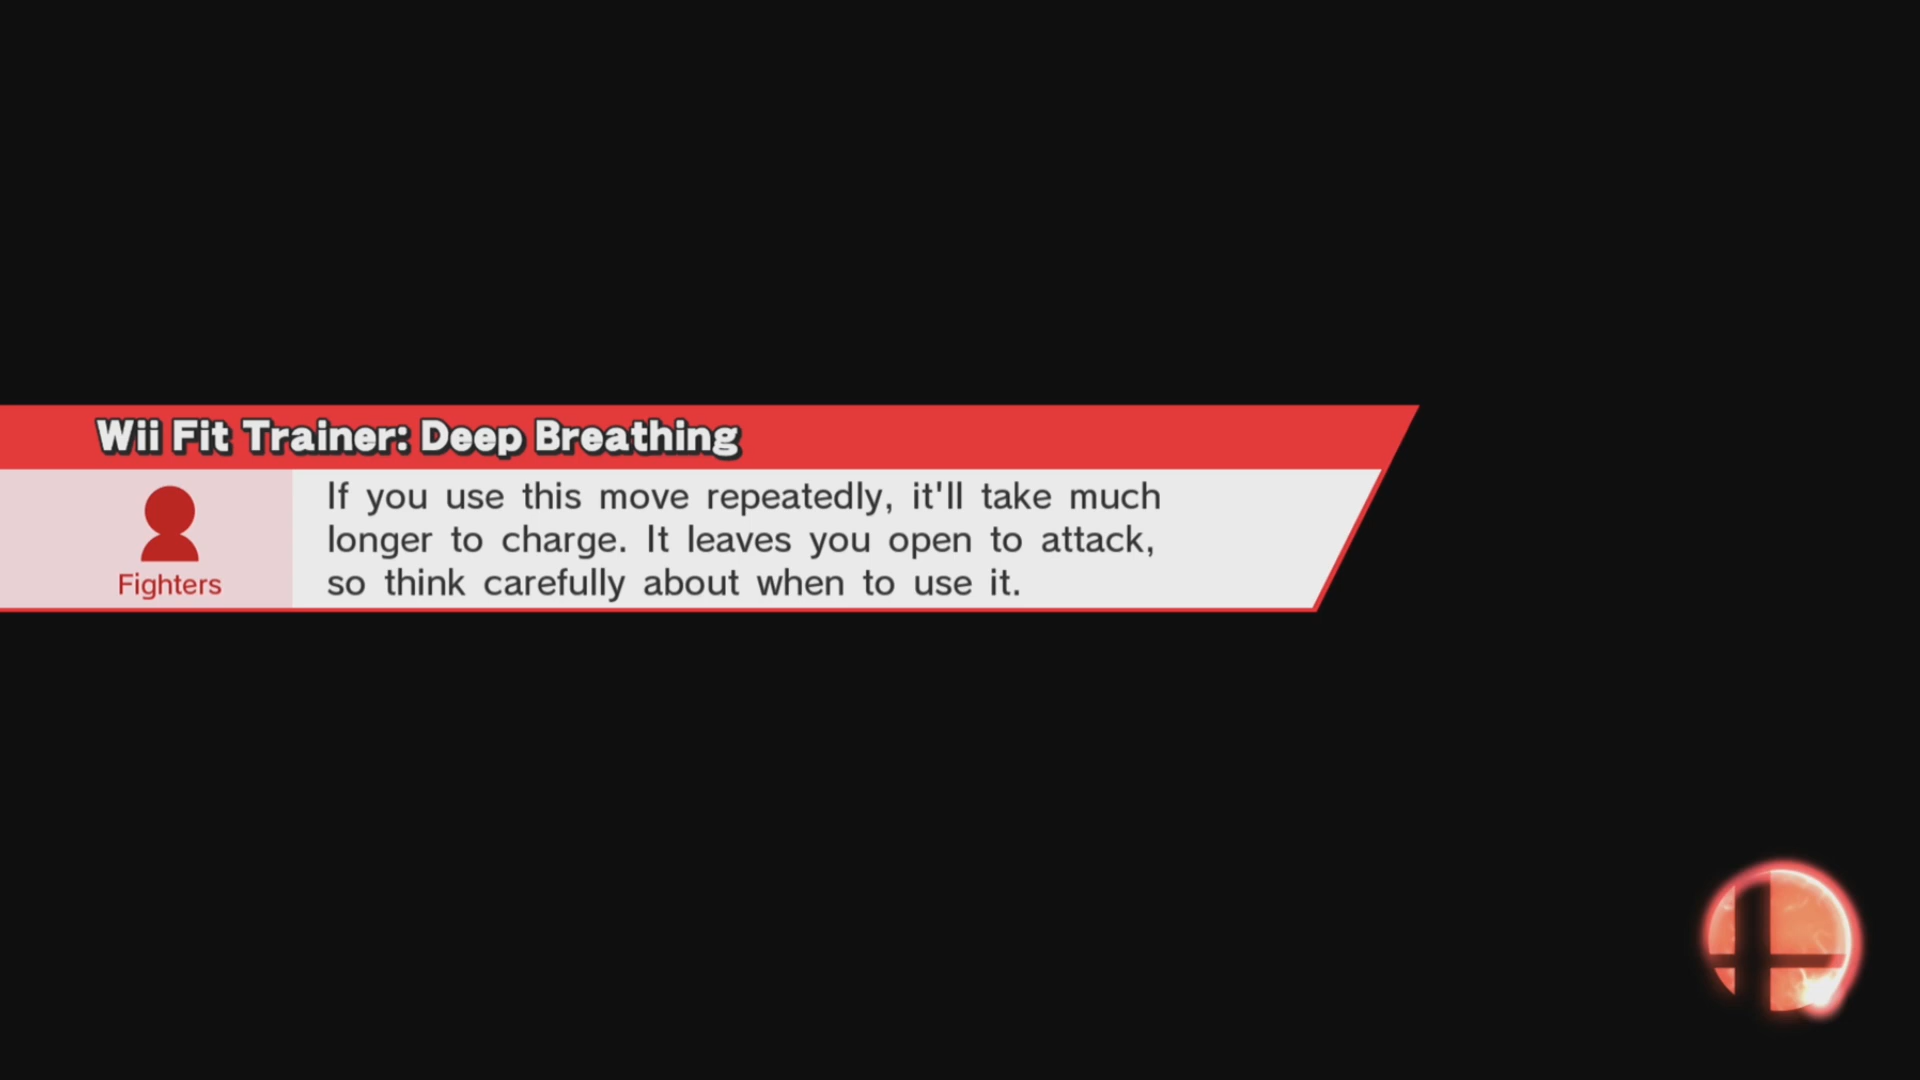 Wii Fit Trainer: Deep Breathing
Fighters
If you use this move repeatedly, it'll take much
longer to charge. It leaves you open to attack,
so think carefully about when to use it.